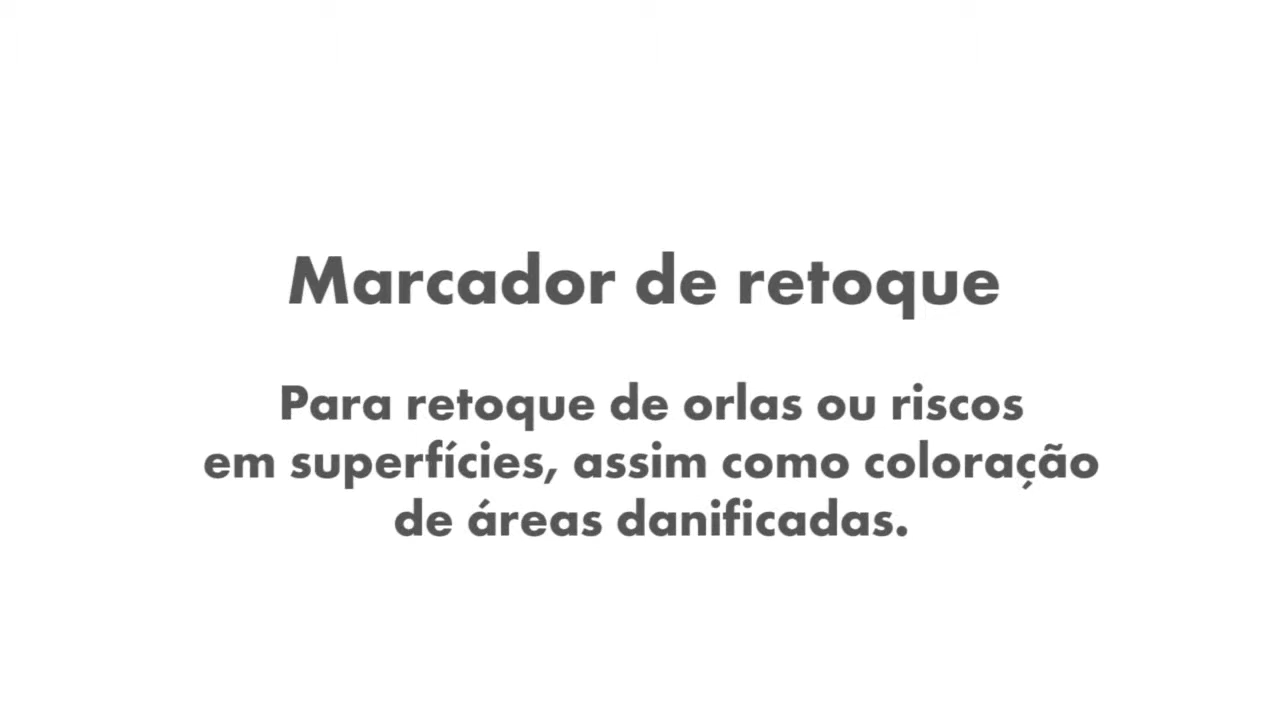 Marcador de retoque
Para retoque de orlas ou riscos
em superfícies, assim como coloração
de áreas danificadas.